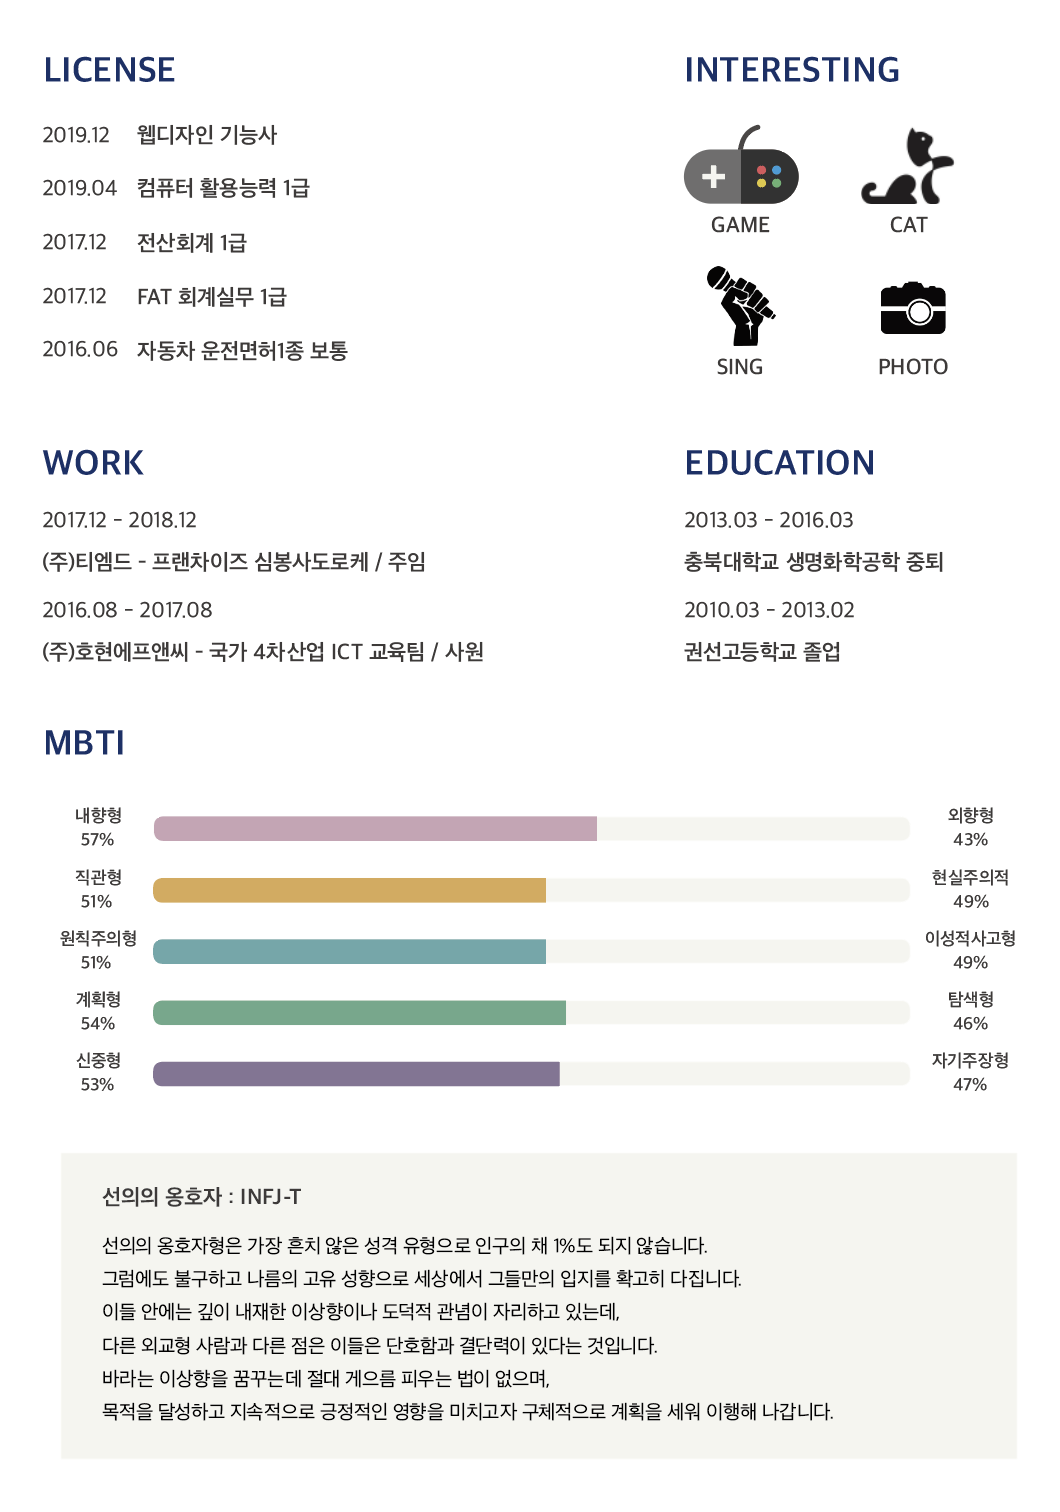 LICENSE
2019.12 웹디자인 기능사
2019.04 컴퓨터 활용능력 1급
2017.12 전산회계 1급
2017.12 FAT 회계실무 1급
2016.06 자동차 운전면허1종 보통
INTERESTING
GAME
CAT
SING
PHOTO
WORK
2017.12 - 2018.12
(주)티엠드 - 프랜차이즈 심봉사도로케 / 주임
2016.08 - 2017.08
(주)호현에프앤씨 - 국가 4차산업 ICT 교육팀 / 사원
EDUCATION
2013.03 - 2016.03
충북대학교 생명화학공학 중퇴
2010.03 - 2013.02
권선고등학교 졸업
MBTI
내향형
57%
외향형
43%
직관형
51%
현실주의적
49%
원칙주의형
51%
이성적사고형
49%
계획형
54%
탐색형
46%
신중형
53%
자기주장형
47%
선의의 옹호자 : INFJ-T
선의의 옹호자형은 가장 흔치 않은 성격 유형으로 인구의 채 1%도 되지 않습니다.
그럼에도 불구하고 나름의 고유 성향으로 세상에서 그들만의 입지를 확고히 다집니다.
이들 안에는 깊이 내재한 이상향이나 도덕적 관념이 자리하고 있는데,
다른 외교형 사람과 다른 점은 이들은 단호함과 결단력이 있다는 것입니다.
바라는 이상향을 꿈꾸는데 절대 게으름 피우는 법이 없으며,
목적을 달성하고 지속적으로 긍정적인 영향을 미치고자 구체적으로 계획을 세워 이행해 나갑니다.